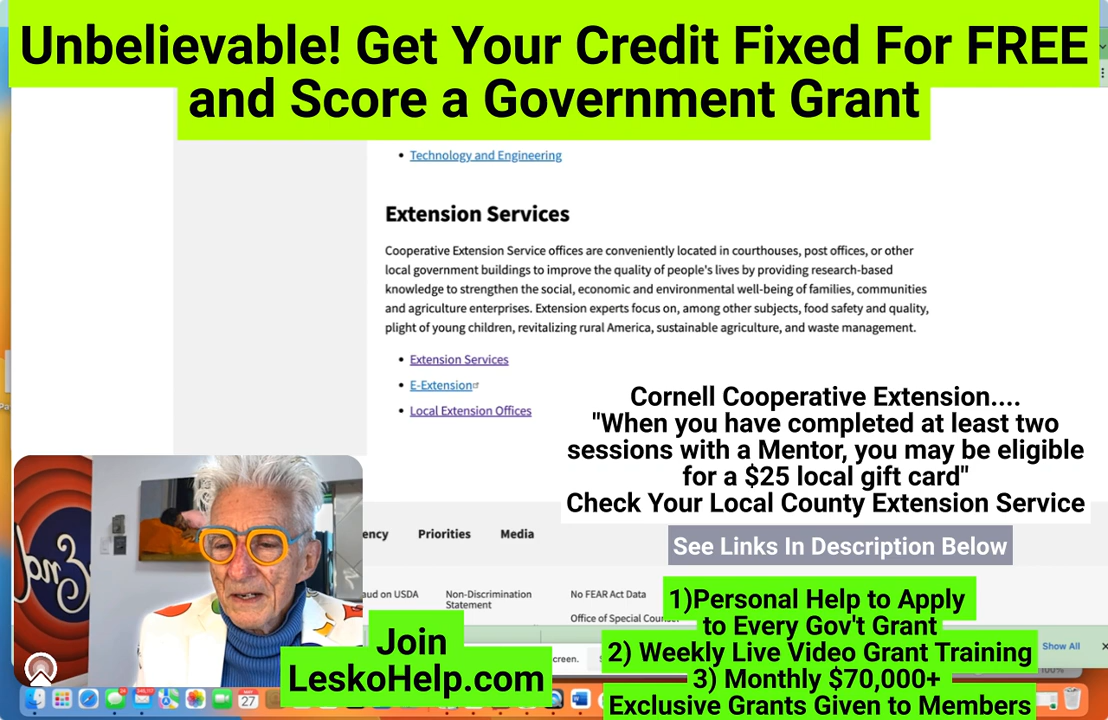 Unbelievable! Get Your Credit Fixed For FREE
and Score a Government Grant
Technology and Engineering
Extension Services
Cooperative Extension Service offices are conveniently located in courthouses, post offices, or other
local government buildings to improve the quality of people's lives by providing research-based
knowledge to strengthen the social, economic and environmental well-being of families, communities
and agriculture enterprises. Extension experts focus on, among other subjects, food safety and quality,
plight of young children, revitalizing rural America, sustainable agriculture, and waste management.
Extension Services
E-Extension
Local Extension Offices
Cornell Cooperative Extension....
"When you have completed at least two
sessions with a Mentor, you may be eligible
for a $25 local gift card"
Check Your Local County Extension Service
Priorities
Media
See Links In Description Below
on USDA
Non-Discrimination
Statement
No FEAR Act Data
Office of Special
1)Personal Help to Apply
to Every Gov't Grant
2) Weekly Live Video Grant Training
3) Monthly $70,000+
Exclusive Grants Given to Members
Show All
Join
LeskoHelp.com
27